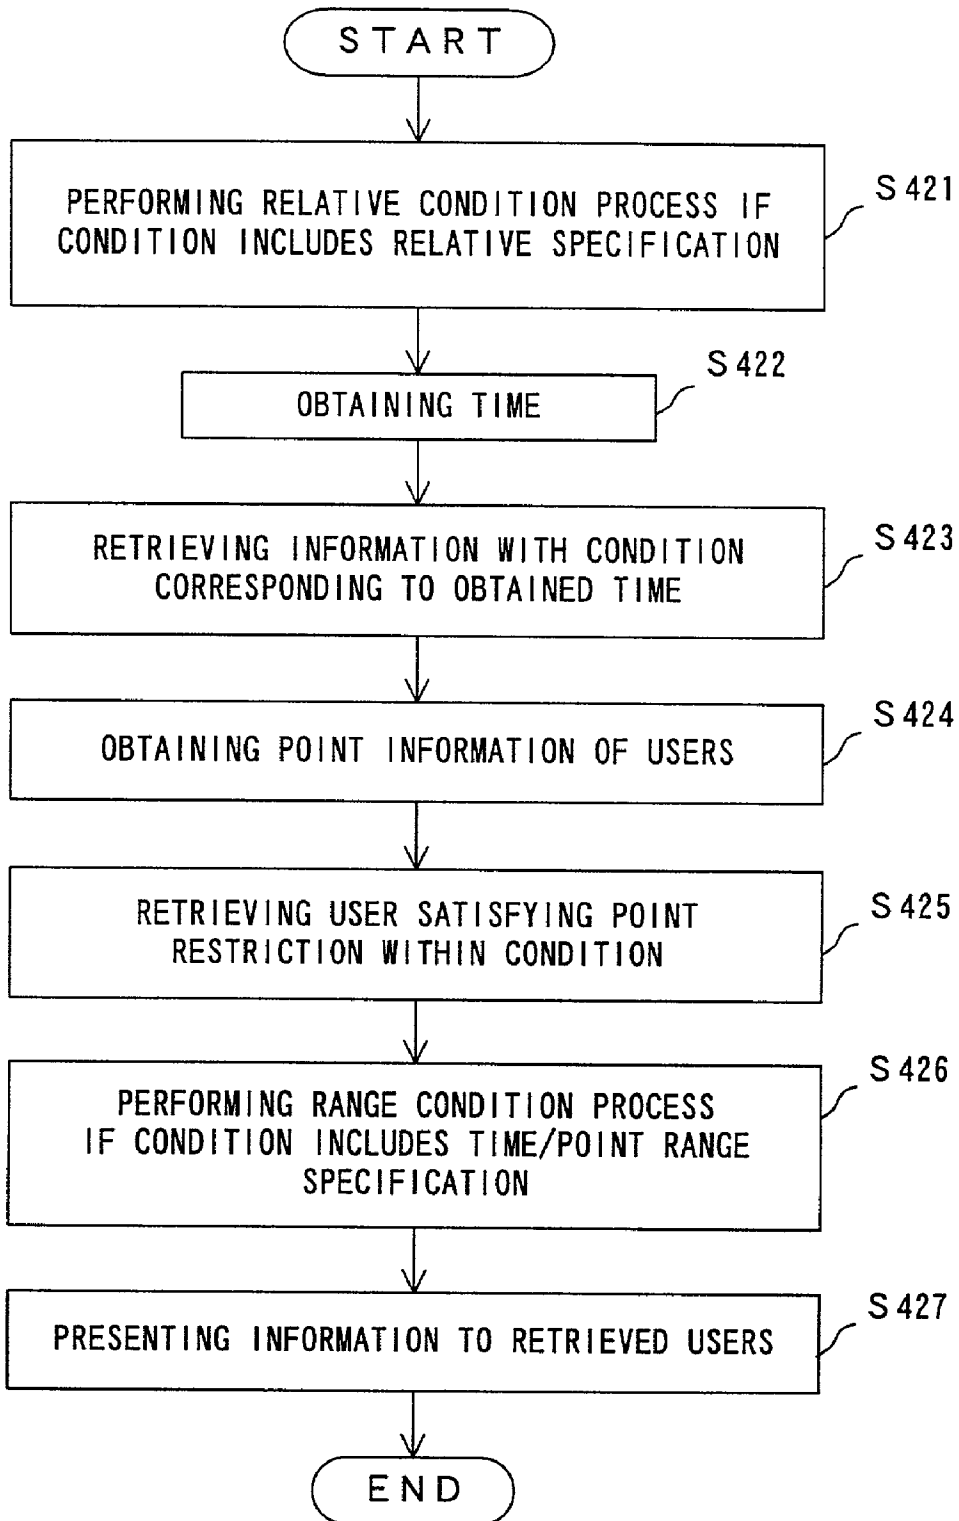 START
PERFORMING RELATIVE CONDITION PROCESS IF
CONDITION INCLUDES RELATIVE SPECIFICATION
S421
OBTAINING TIME
S422
RETRIEVING INFORMATION WITH CONDITION
CORRESPONDING TO OBTAINED TIME
S423
OBTAINING POINT INFORMATION OF USERS
S424
RETRIEVING USER SATISFYING POINT
RESTRICTION WITHIN CONDITION
S425
PERFORMING RANGE CONDITION PROCESS
IF CONDITION INCLUDES TIME/POINT RANGE
SPECIFICATION
S426
PRESENTING INFORMATION TO RETRIEVED USERS
S427
END